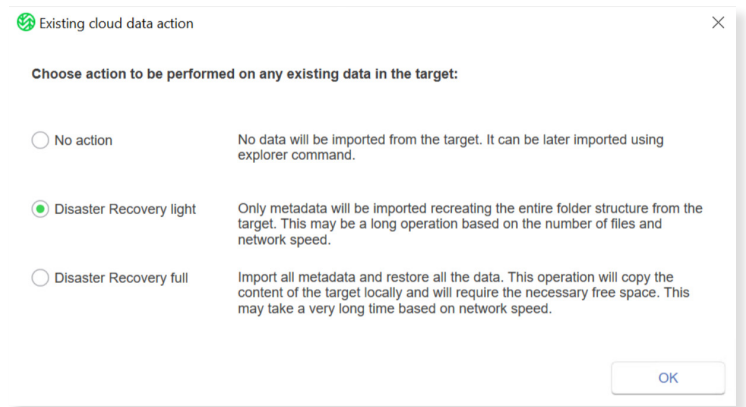 Existing cloud data action
Choose action to be performed on any existing data in the target:
No action
No data will be imported from the target. It can be later imported using
explorer command.
Disaster Recovery light
Only metadata will be imported recreating the entire folder structure from the
target. This may be a long operation based on the number of files and
network speed.
Disaster Recovery full
Import all metadata and restore all the data. This operation will copy the
content of the target locally and will require the necessary free space. This
may take a very long time based on network speed.
OK